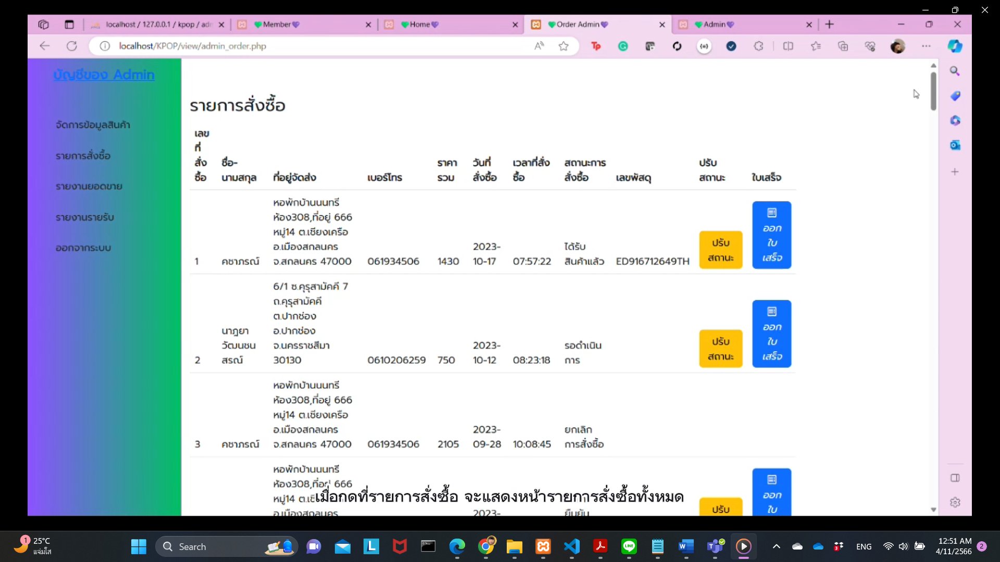 localhost / 127.0.0.1 / kpop / adm
💚Member💜
💚Home💜
💚Order Admin💜
💚Admin💜
localhost/KPOP/view/admin_order.php
บัญชีของ Admin
จัดการข้อมูลสินค้า
รายการสั่งซื้อ
รายงานยอดขาย
รายงานรายรับ
ออกจากระบบ
รายการสั่งซื้อ
เลข
ที่
สั่ง ชื่อ- ราคา วันที่ เวลาที่สั่ง สถานะการ ปรับ
ซื้อ นามสกุล ที่อยู่จัดส่ง เบอร์โทร รวม สั่งซื้อ ซื้อ สั่งซื้อ เลขพัสดุ สถานะ ใบเสร็จ
หอพักบ้านนนทรี
ห้อง308,ที่อยู่ 666
หมู่14 ต.เชียงเครือ
อ.เมืองสกลนคร 2023- ได้รับ
1 คชาภรณ์ จ.สกลนคร 47000 061934506 1430 10-17 07:57:22 สินค้าแล้ว ED916712649TH
ปรับ
สถานะ
ออก
ใบ
เสร็จ
6/1 ซ.คุรุสามัคคี 7
ถ.คุรุสามัคคี
ต.ปากช่อง
นาฎยา อ.ปากช่อง
วัฒนชน จ.นครราชสีมา 2023- รอดำเนิน
2 สรณ์ 30130 0610206259 750 10-12 08:23:18 การ
ปรับ
สถานะ
ออก
ใบ
เสร็จ
หอพักบ้านนนทรี
ห้อง308,ที่อยู่ 666
หมู่14 ต.เชียงเครือ
อ.เมืองสกลนคร 2023- ยกเลิก
3 คชาภรณ์ จ.สกลนคร 47000 061934506 2105 09-28 10:08:45 การสั่งซื้อ
หอพักบ้านนนทรี
ห้อง308,ที่อยู่ 666
หมู่14
อ.เมืองสกลนคร 2023- ยืนยัน
ปรับ
ออก
ใบ
เมื่อกดที่รายการสั่งซื้อ จะแสดงหน้ารายการสั่งซื้อทั้งหมด
1
25°C
แจ่มใส
Search
ENG
12:51 AM
4/11/2566
2